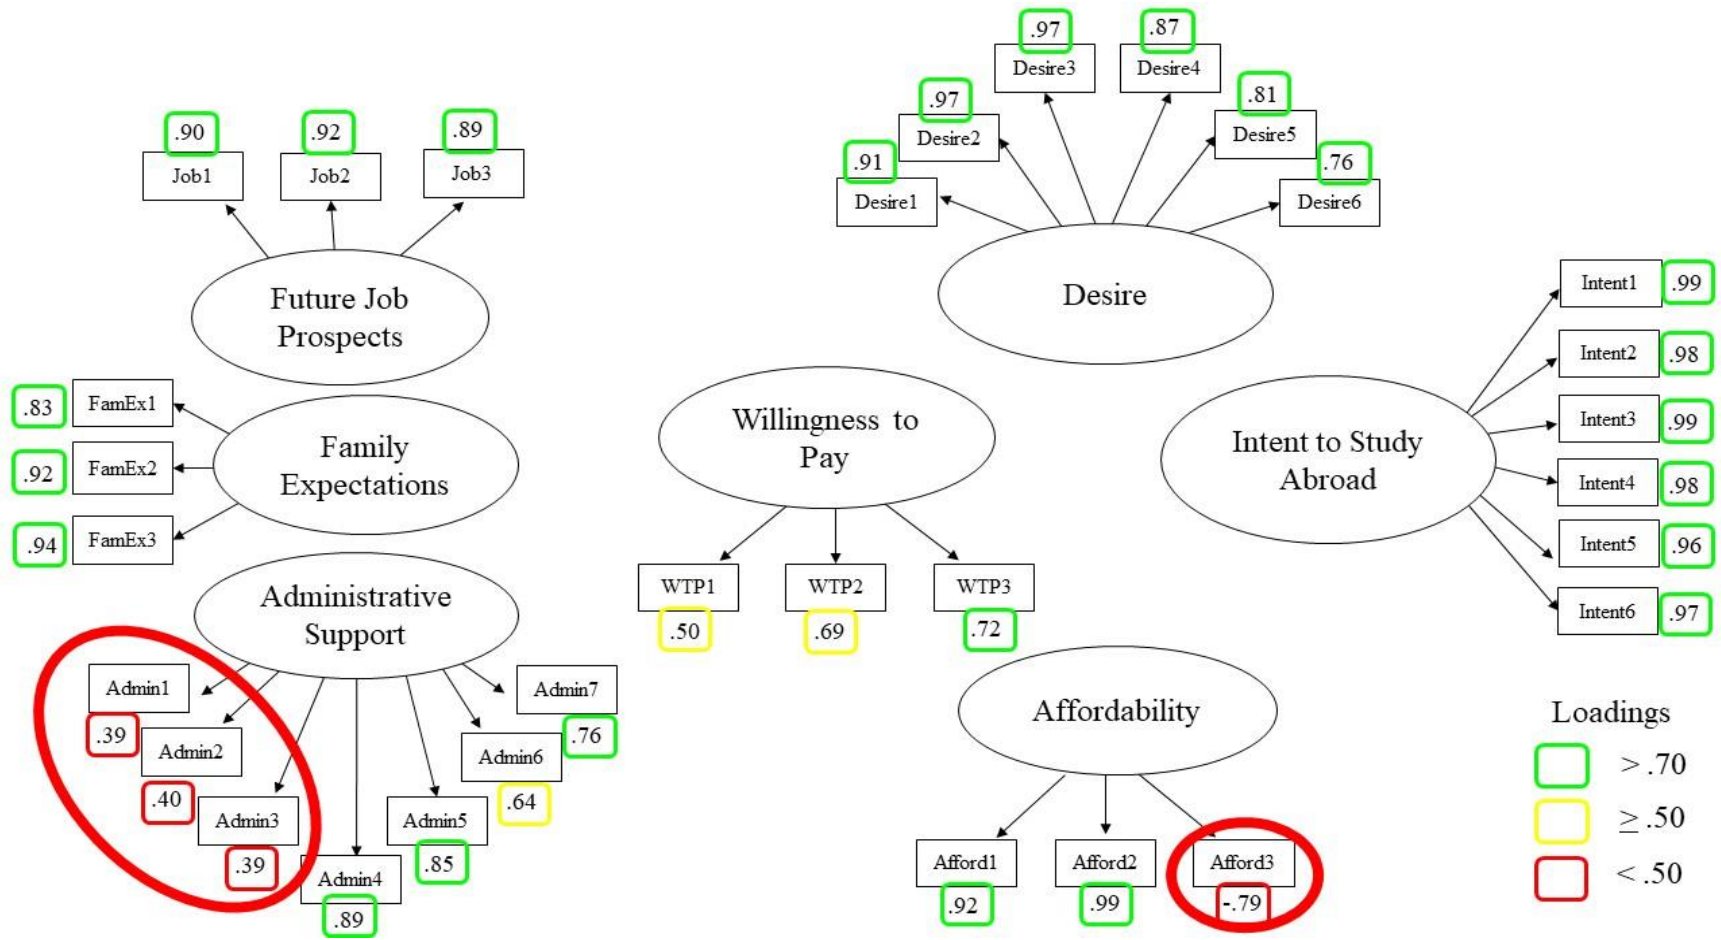 .90
.92
.89
Job1
Job2
Job3
Future Job
Prospects
.83
FamEx1
.92
FamEx2
.94
FamEx3
Family
Expectations
Administrative
Support
Admin1
.39
Admin2
.40
Admin3
.39
Admin4
.89
Admin5
.85
Admin6
.64
Admin7
.76
.91
Desire1
.97
Desire2
.97
Desire3
.87
Desire4
.81
Desire5
.76
Desire6
Desire
Willingness to
Pay
WTP1
.50
WTP2
.69
WTP3
.72
Intent to Study
Abroad
Intent1 .99
Intent2 .98
Intent3 .99
Intent4 .98
Intent5 .96
Intent6 .97
Affordability
Afford1
.92
Afford2
.99
Afford3
-.79
Loadings
> .70
≥ .50
< .50